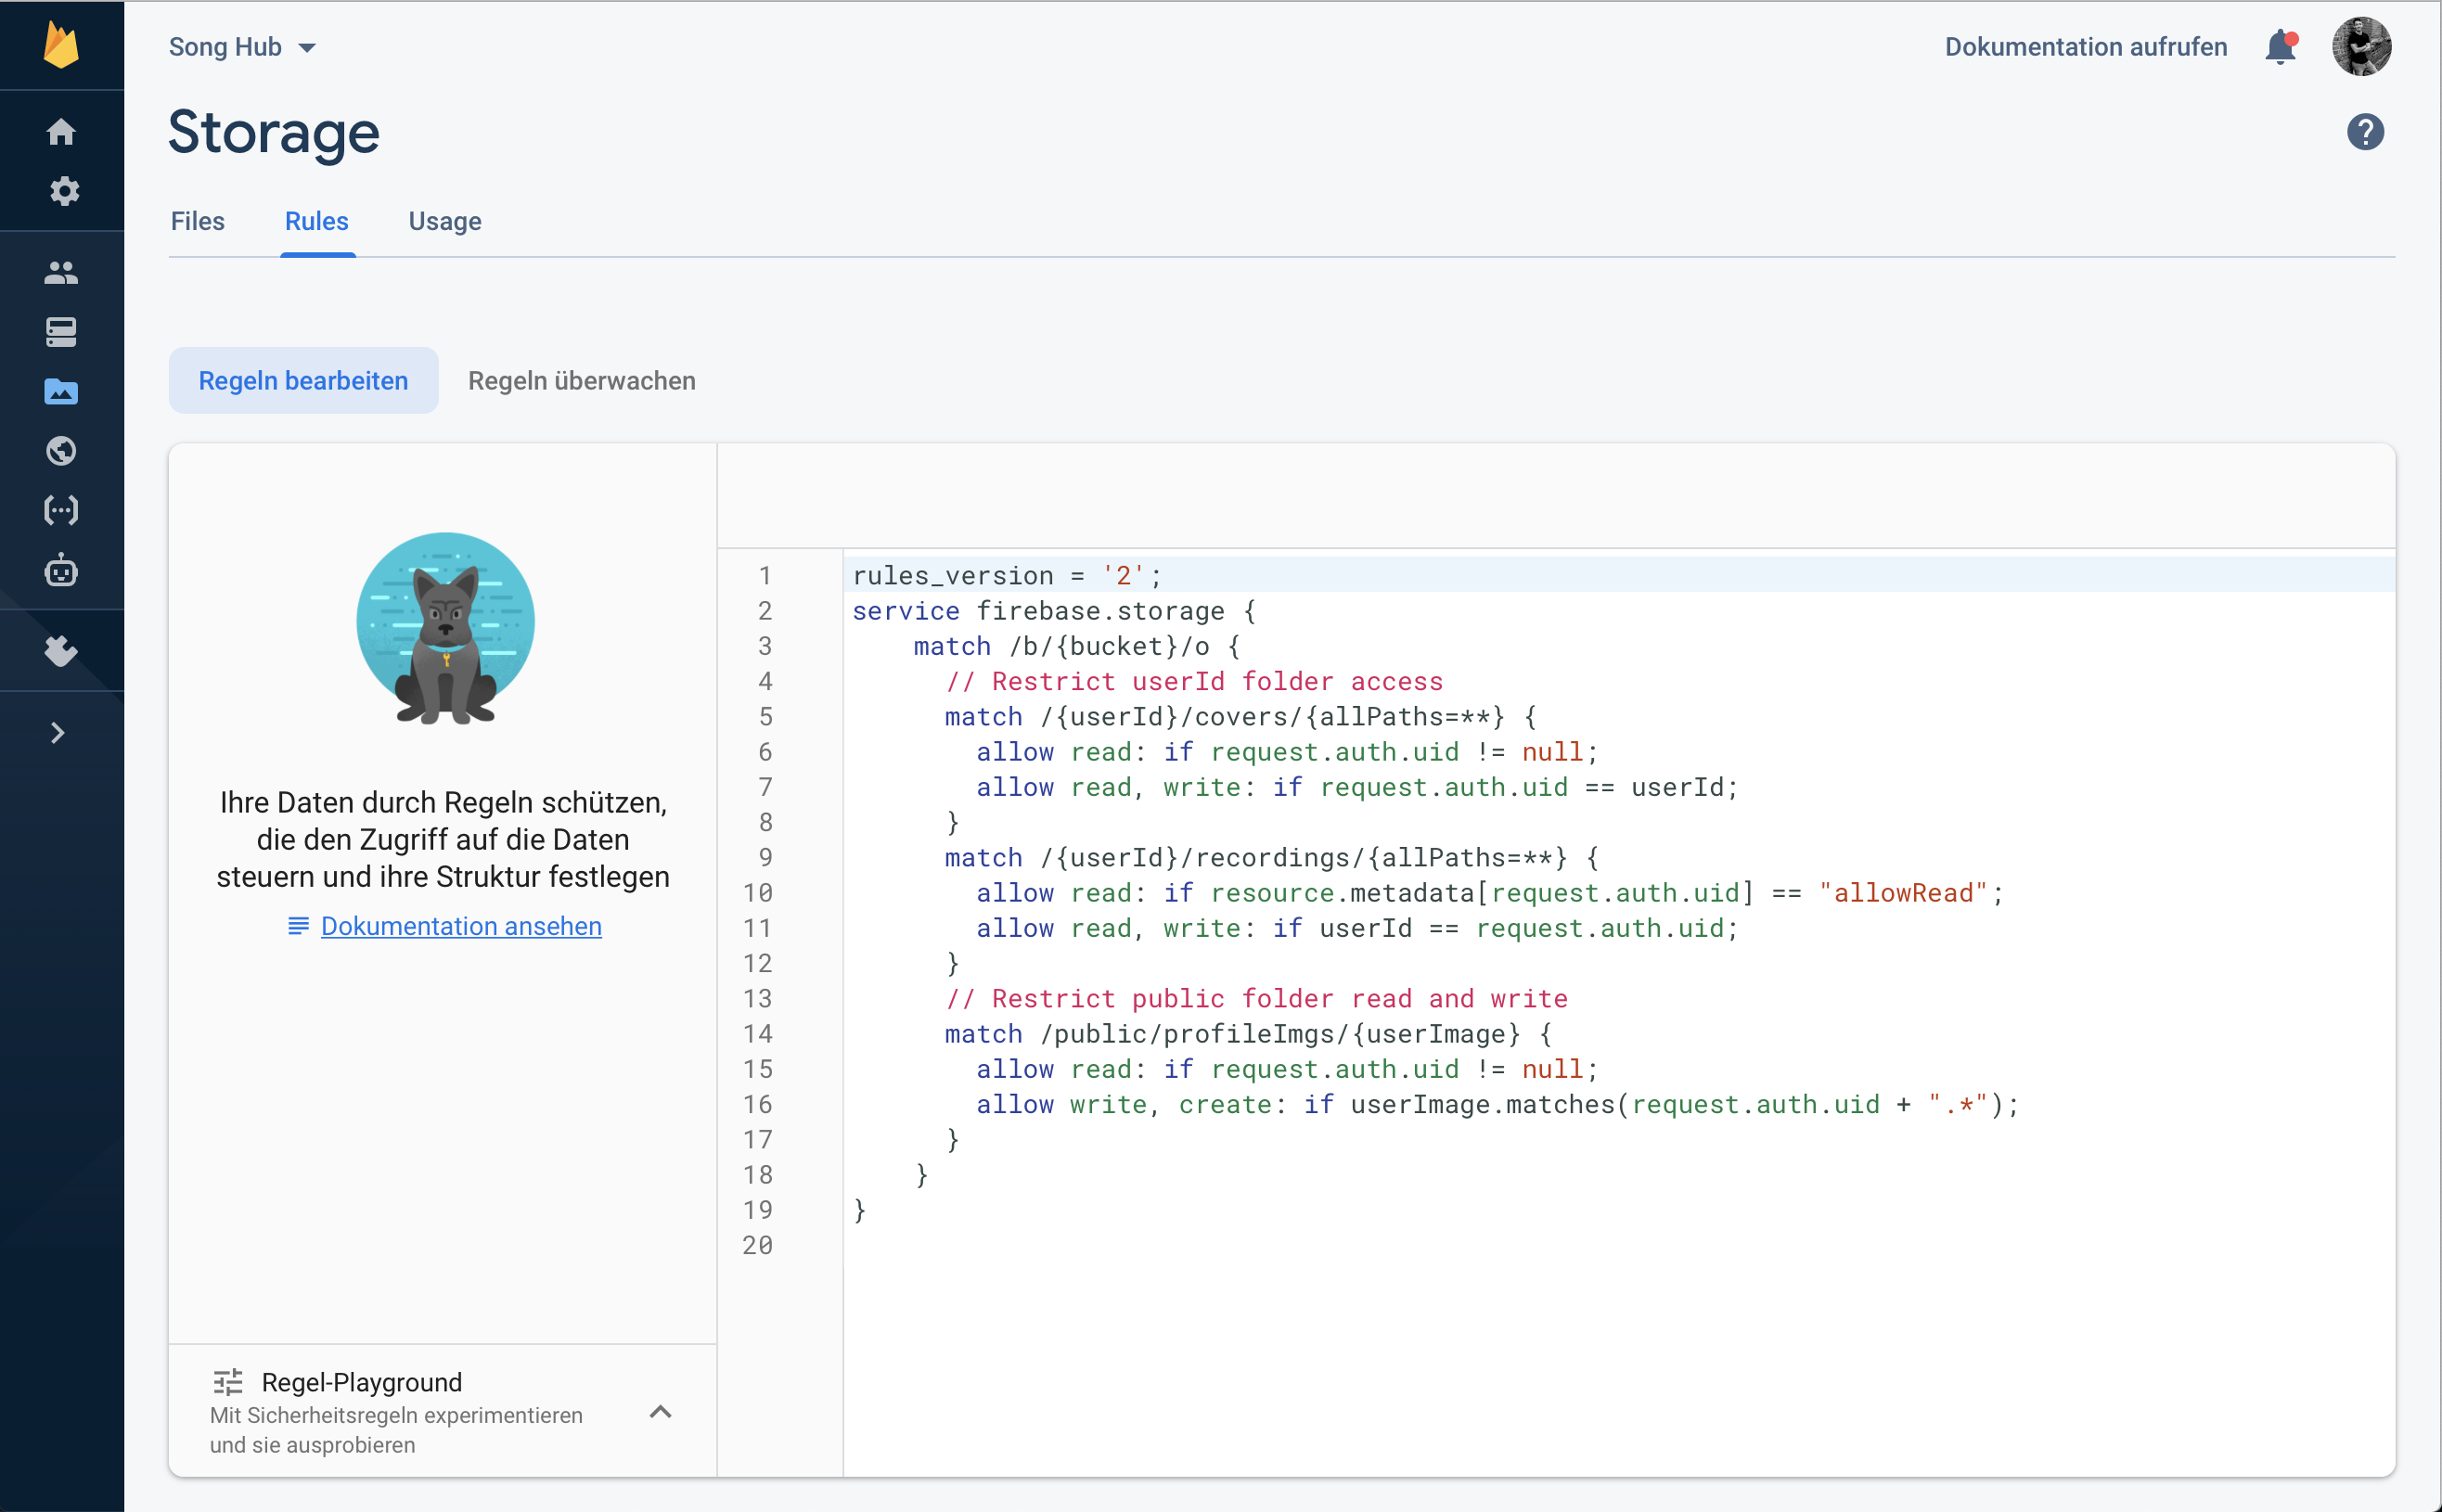 Song Hub
Dokumentation aufrufen
Storage
?
Files
Rules
Usage
Regeln bearbeiten
Regeln überwachen
Ihre Daten durch Regeln schützen,
die den Zugriff auf die Daten
steuern und ihre Struktur festlegen
Dokumentation ansehen
1 rules_version = '2';
2 service firebase.storage {
3     match /b/{bucket}/o {
4       // Restrict userId folder access
5       match /{userId}/covers/{allPaths=**} {
6         allow read: if request.auth.uid != null;
7         allow read, write: if request.auth.uid == userId;
8       }
9       match /{userId}/recordings/{allPaths=**} {
10         allow read: if resource.metadata[request.auth.uid] == "allowRead";
11         allow read, write: if userId == request.auth.uid;
12       }
13       // Restrict public folder read and write
14       match /public/profileImgs/{userImage} {
15         allow read: if request.auth.uid != null;
16         allow write, create: if userImage.matches(request.auth.uid + ".*");
17       }
18     }
19 }
20
Regel-Playground
Mit Sicherheitsregeln experimentieren
und sie ausprobieren